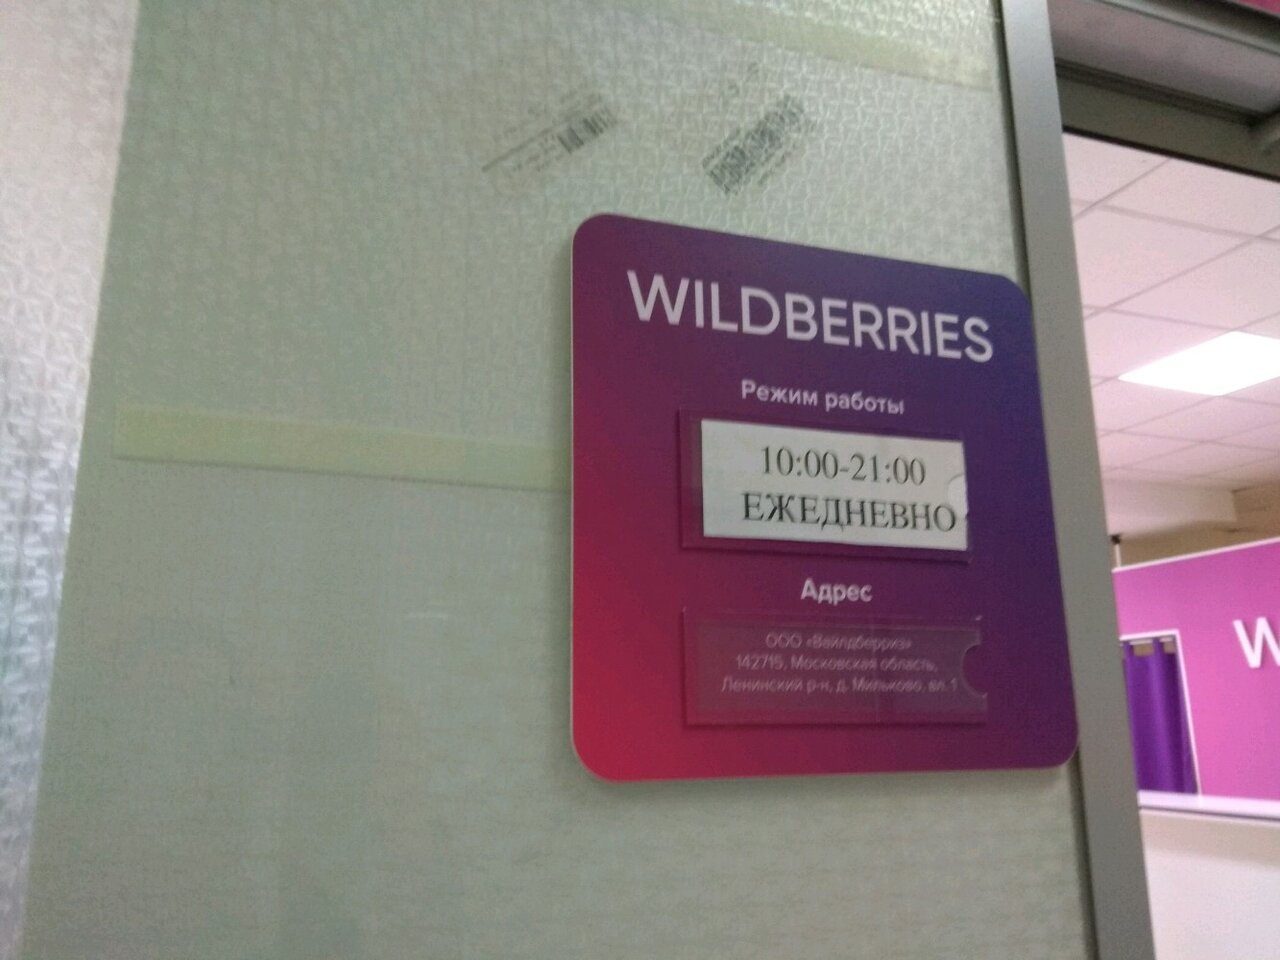 WILDBERRIES
Режим работы
10:00-21:00
ЕЖЕДНЕВНО
Адрес
ООО «Вайлдберриз»
142715, Московская область,
Ленинский р-н, д. Мильково, вл.1
W